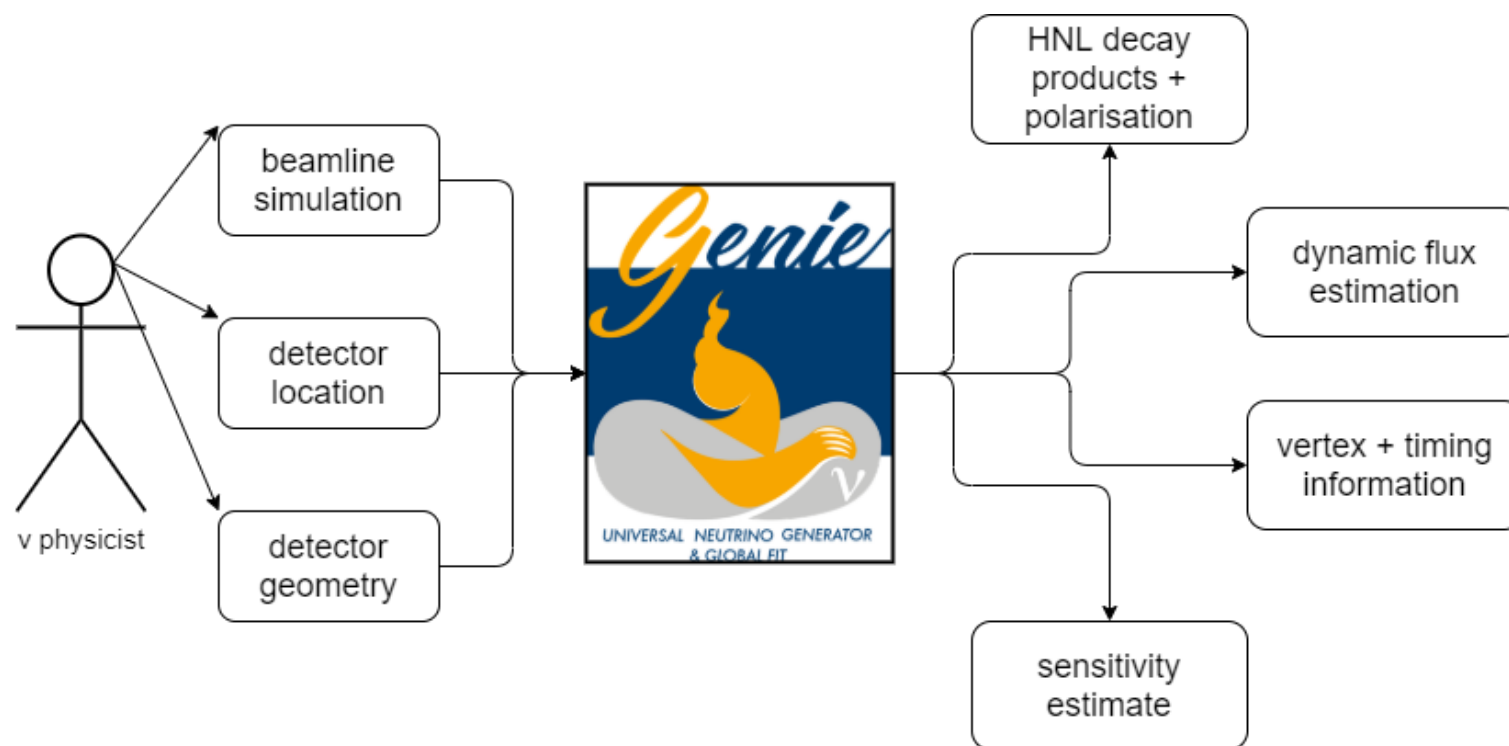 beamline
simulation
detector
location
detector
geometry
ν physicist
Genie
ν
UNIVERSAL NEUTRINO GENERATOR
& GLOBAL FIT
HNL decay
products +
polarisation
dynamic flux
estimation
vertex + timing
information
sensitivity
estimate